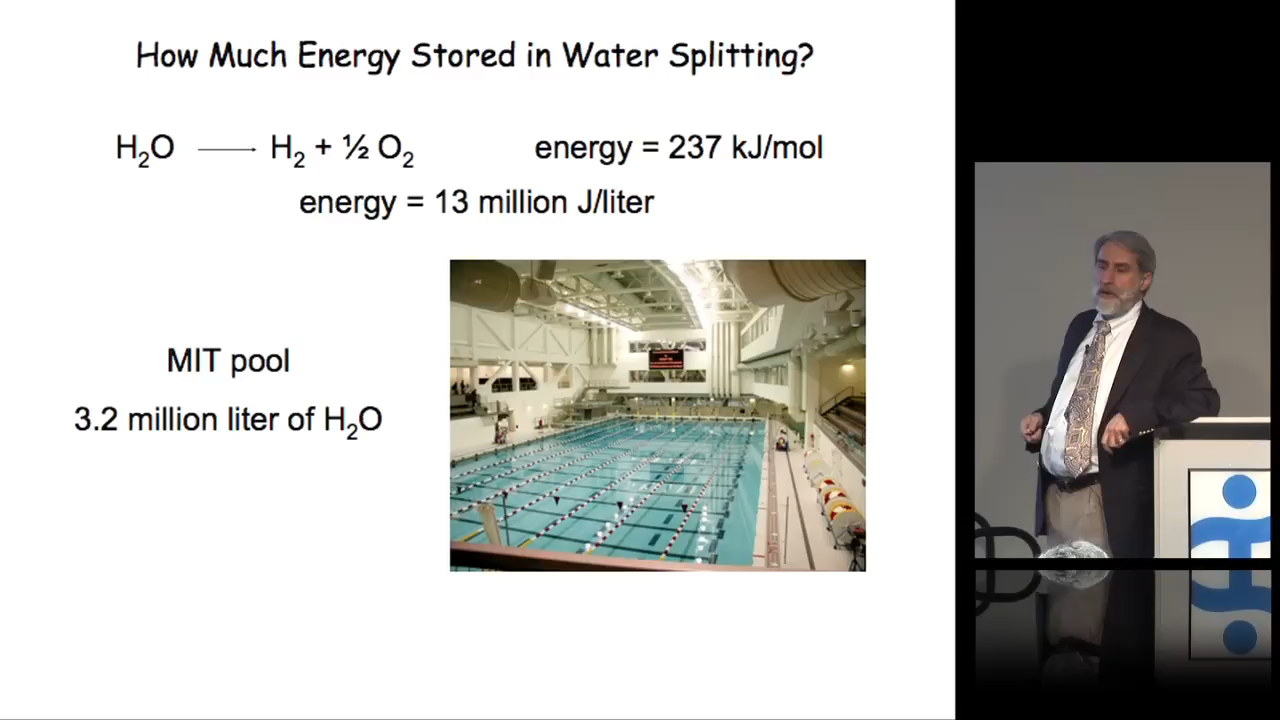 How Much Energy Stored in Water Splitting?
H₂O → H₂ + ½ O₂ energy = 237 kJ/mol
energy = 13 million J/liter
MIT pool
3.2 million liter of H₂O